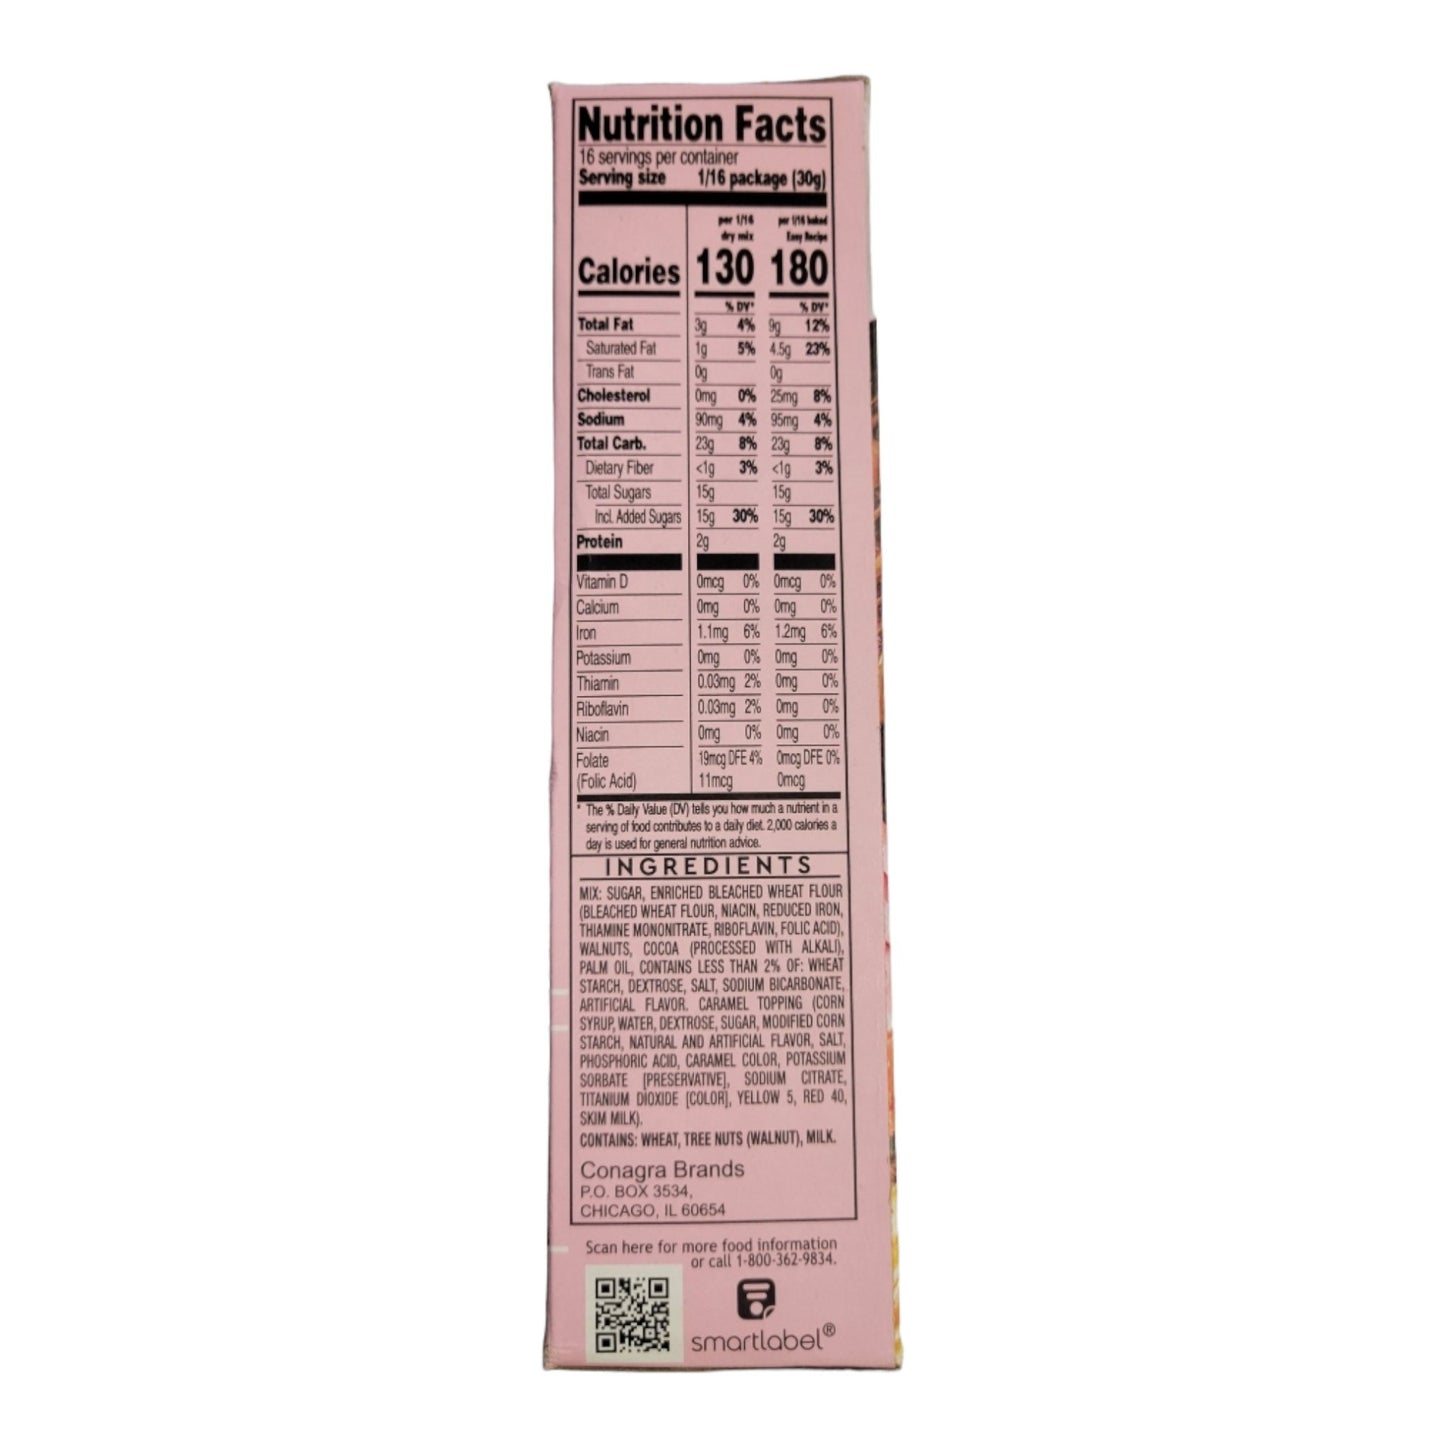 Nutrition Facts
16 servings per container
Serving size 1/16 package (30g)
per 1/16 per 1/16 baked
dry mix Easy Recipe
Calories 130 180
% DV* % DV*
Total Fat 3g 4% 9g 12%
Saturated Fat 1g 5% 4.5g 23%
Trans Fat 0g 0g
Cholesterol 0mg 0% 25mg 8%
Sodium 90mg 4% 95mg 4%
Total Carb. 23g 8% 23g 8%
Dietary Fiber <1g 3% <1g 3%
Total Sugars 15g 15g
Incl. Added Sugars 15g 30% 15g 30%
Protein 2g 2g
Vitamin D 0mcg 0% 0mcg 0%
Calcium 0mg 0% 0mg 0%
Iron 1.1mg 6% 1.2mg 6%
Potassium 0mg 0% 0mg 0%
Thiamin 0.03mg 2% 0mg 0%
Riboflavin 0.03mg 2% 0mg 0%
Niacin 0mg 0% 0mg 0%
Folate 19mcg DFE 4% 0mcg DFE 0%
(Folic Acid) 11mcg 0mcg
* The % Daily Value (DV) tells you how much a nutrient in a
serving of food contributes to a daily diet. 2,000 calories a
day is used for general nutrition advice.
INGREDIENTS
MIX: SUGAR, ENRICHED BLEACHED WHEAT FLOUR
(BLEACHED WHEAT FLOUR, NIACIN, REDUCED IRON,
THIAMINE MONONITRATE, RIBOFLAVIN, FOLIC ACID),
WALNUTS, COCOA (PROCESSED WITH ALKALI),
PALM OIL, CONTAINS LESS THAN 2% OF: WHEAT
STARCH, DEXTROSE, SALT, SODIUM BICARBONATE,
ARTIFICIAL FLAVOR. CARAMEL TOPPING (CORN
SYRUP, WATER, DEXTROSE, SUGAR, MODIFIED CORN
STARCH, NATURAL AND ARTIFICIAL FLAVOR, SALT,
PHOSPHORIC ACID, CARAMEL COLOR, POTASSIUM
SORBATE [PRESERVATIVE], SODIUM CITRATE,
TITANIUM DIOXIDE [COLOR], YELLOW 5, RED 40,
SKIM MILK).
CONTAINS: WHEAT, TREE NUTS (WALNUT), MILK.
Conagra Brands
P.O. BOX 3534,
CHICAGO, IL 60654
Scan here for more food information
or call 1-800-362-9834.
smartlabel®